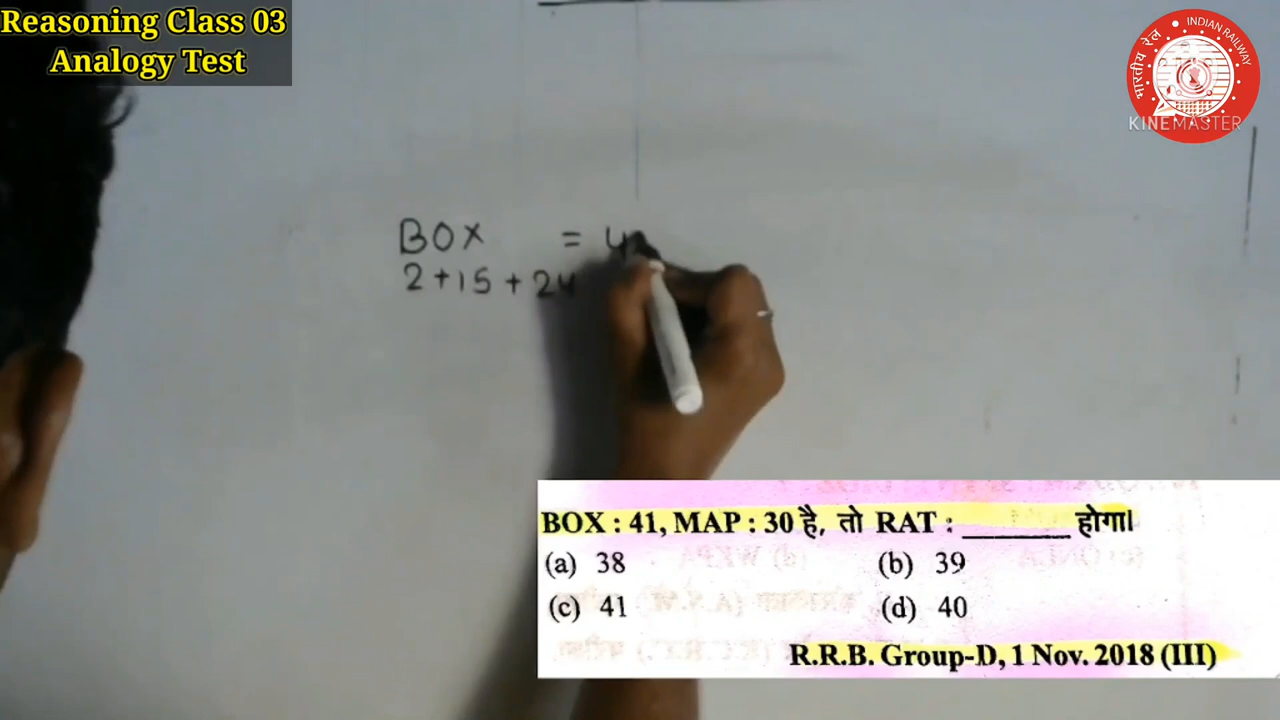 Reasoning Class 03
Analogy Test
भारतीय रेल
INDIAN RAILWAY
KINEMASTER
BOX =
2+15+24
BOX : 41, MAP : 30 है, तो RAT : ________ होगा।
(a) 38 (b) 39
(c) 41 (d) 40
R.R.B. Group-D, 1 Nov. 2018 (III)